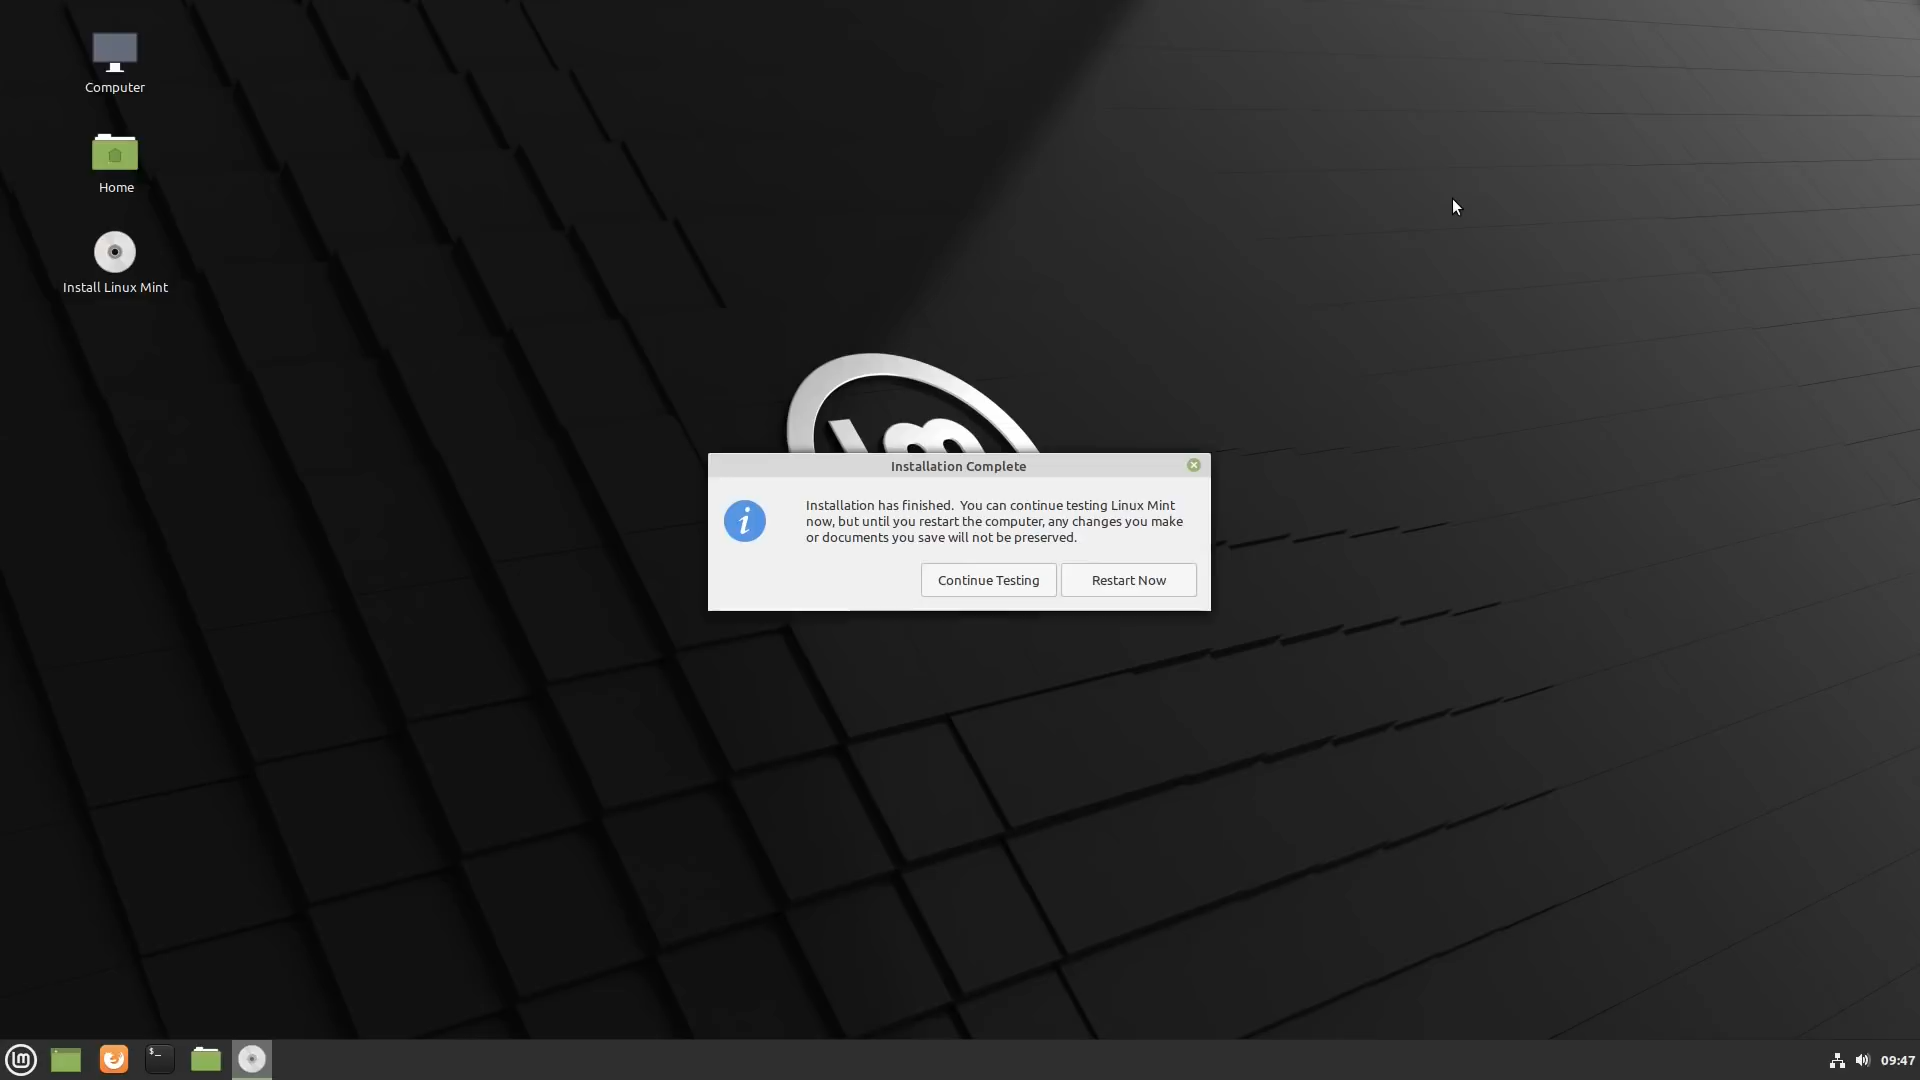 Computer
Home
Install Linux Mint
Installation Complete
Installation has finished.  You can continue testing Linux Mint
now, but until you restart the computer, any changes you make
or documents you save will not be preserved.
Continue Testing
Restart Now
09:47